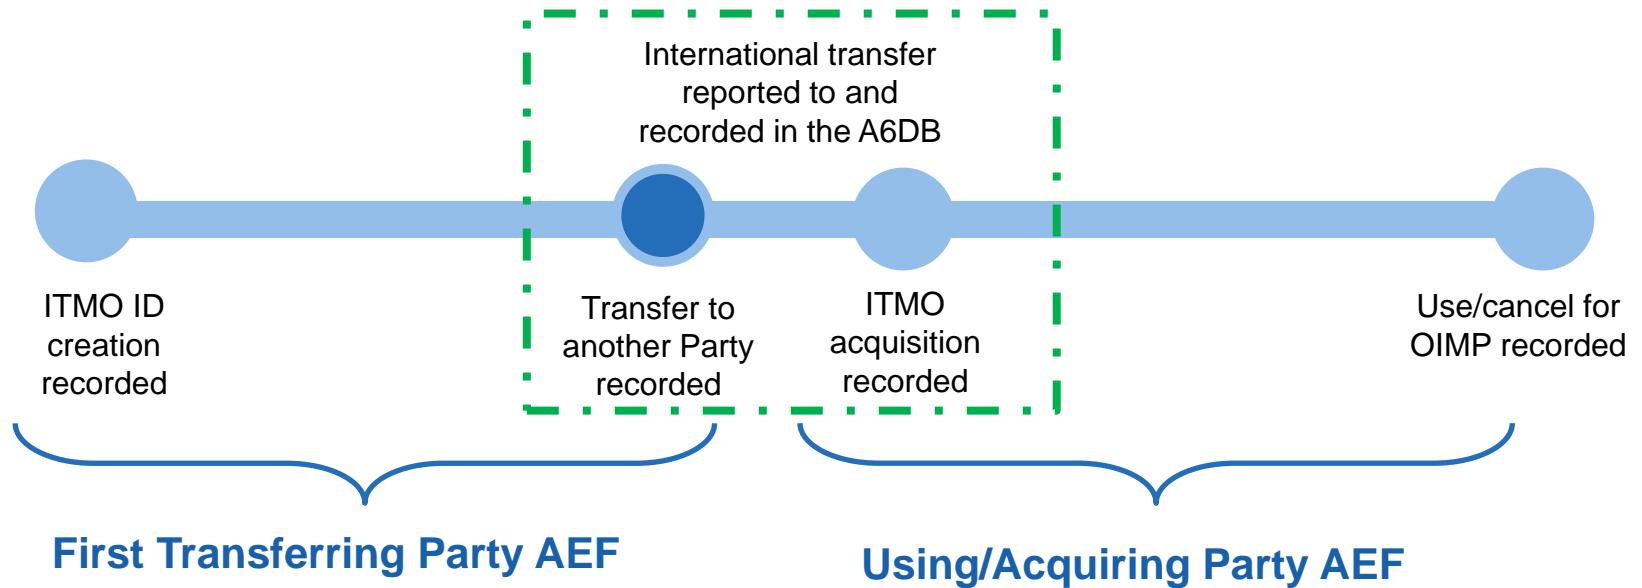 International transfer
reported to and
recorded in the A6DB
ITMO ID
creation
recorded
Transfer to
another Party
recorded
ITMO
acquisition
recorded
Use/cancel for
OIMP recorded
First Transferring Party AEF
Using/Acquiring Party AEF